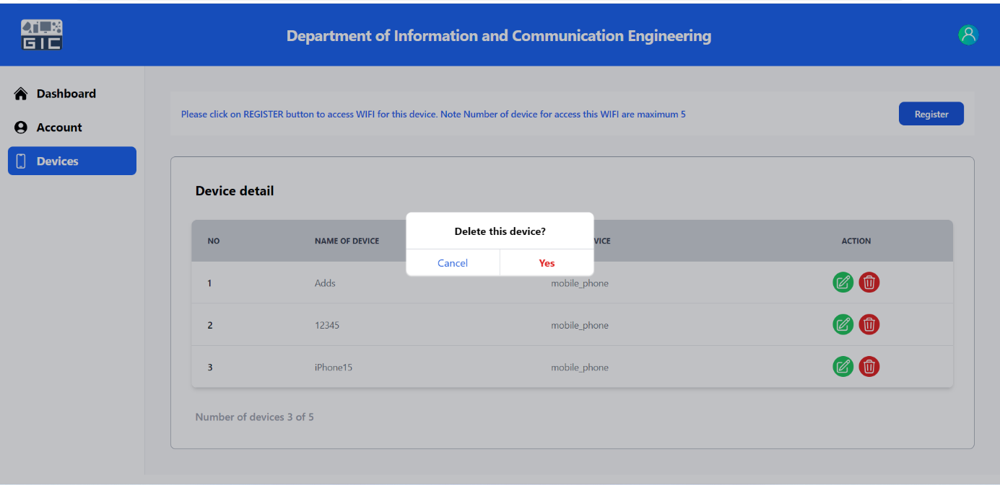 GIC
Department of Information and Communication Engineering
Dashboard
Account
Devices
Please click on REGISTER button to access WIFI for this device. Note Number of device for access this WIFI are maximum 5
Register
Device detail
Delete this device?
Cancel Yes
NO NAME OF DEVICE ACTION
1 Adds mobile_phone
2 12345 mobile_phone
3 iPhone15 mobile_phone
Number of devices 3 of 5